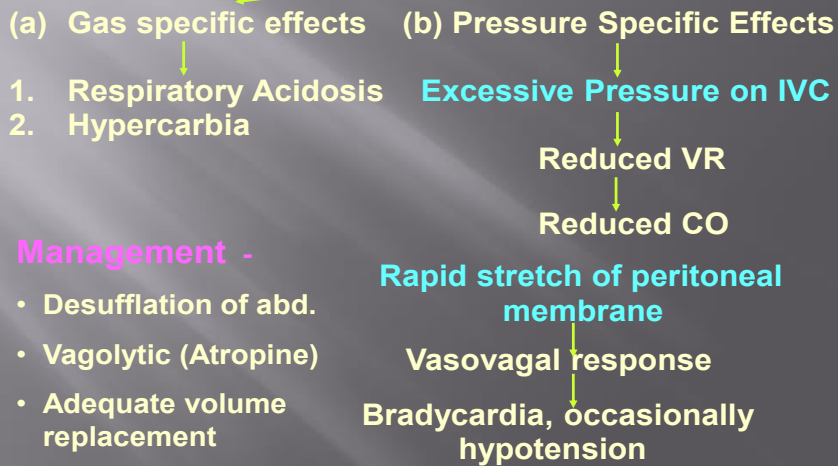 (a) Gas specific effects
1. Respiratory Acidosis
2. Hypercarbia
(b) Pressure Specific Effects
Excessive Pressure on IVC
Reduced VR
Reduced CO
Rapid stretch of peritoneal
membrane
Vasovagal response
Bradycardia, occasionally
hypotension
Management -
• Desufflation of abd.
• Vagolytic (Atropine)
• Adequate volume
replacement